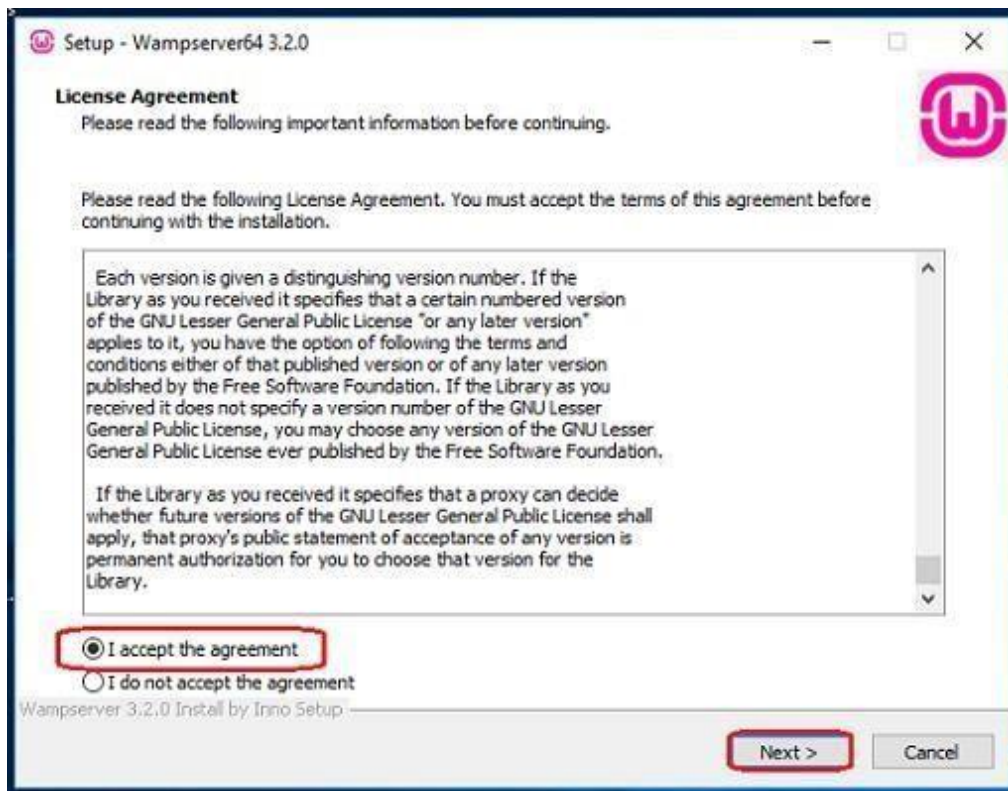 Setup - Wampserver64 3.2.0
License Agreement
Please read the following important information before continuing.
Please read the following License Agreement. You must accept the terms of this agreement before
continuing with the installation.
Each version is given a distinguishing version number. If the
Library as you received it specifies that a certain numbered version
of the GNU Lesser General Public License "or any later version"
applies to it, you have the option of following the terms and
conditions either of that published version or of any later version
published by the Free Software Foundation. If the Library as you
received it does not specify a version number of the GNU Lesser
General Public License, you may choose any version of the GNU Lesser
General Public License ever published by the Free Software Foundation.
If the Library as you received it specifies that a proxy can decide
whether future versions of the GNU Lesser General Public License shall
apply, that proxy's public statement of acceptance of any version is
permanent authorization for you to choose that version for the
Library.
I accept the agreement
I do not accept the agreement
Wampserver 3.2.0 Install by Inno Setup
Next >
Cancel